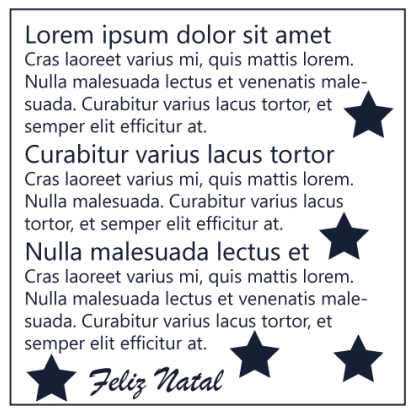 Lorem ipsum dolor sit amet
Cras laoreet varius mi, quis mattis lorem.
Nulla malesuada lectus et venenatis male-
suada. Curabitur varius lacus tortor, et
semper elit efficitur at.
Curabitur varius lacus tortor
Cras laoreet varius mi, quis mattis lorem.
Nulla malesuada. Curabitur varius lacus
tortor, et semper elit efficitur at.
Nulla malesuada lectus et
Cras laoreet varius mi, quis mattis lorem.
Nulla malesuada lectus et venenatis male-
suada. Curabitur varius lacus tortor, et
semper elit efficitur at.
Feliz Natal